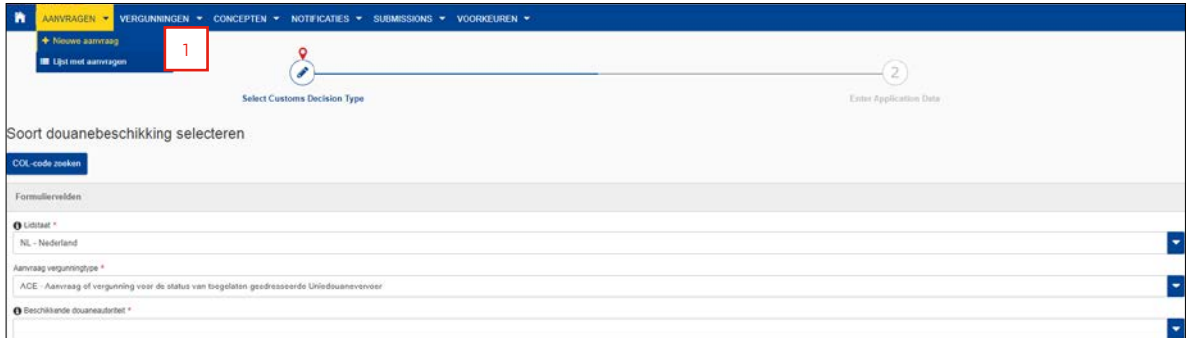 AANVRAGEN VERGUNNINGEN CONCEPTEN NOTIFICATIES SUBMISSIONS VOORKEUREN
Nieuwe aanvraag
1
Lijst met aanvragen
2
Select Customs Decision Type
Enter Application Data
Soort douanebeschikking selecteren
COL-code zoeken
Formuliervelden
Lidstaat *
NL - Nederland
Aanvraag vergunningtype *
ACE - Aanvraag of vergunning voor de status van toegelaten geadresseerde Uniedouanevervoer
Beschikkende douaneautoriteit *